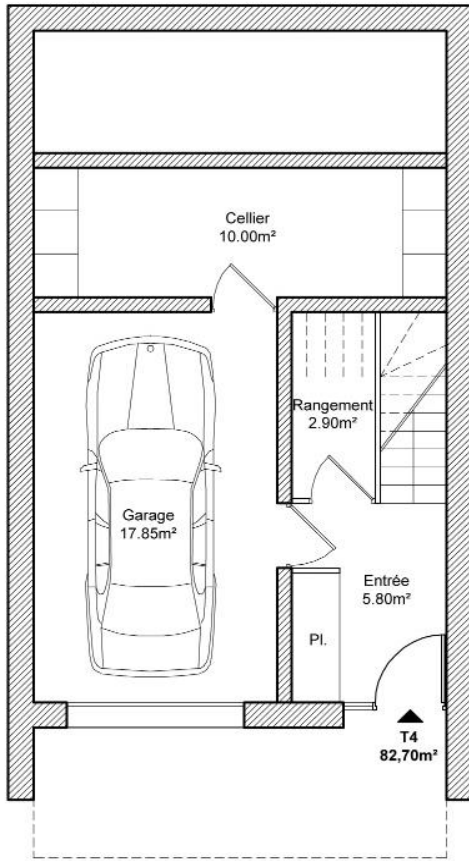 Cellier
10.00m²
Rangement
2.90m²
Garage
17.85m²
Entrée
5.80m²
Pl.
T4
82,70m²